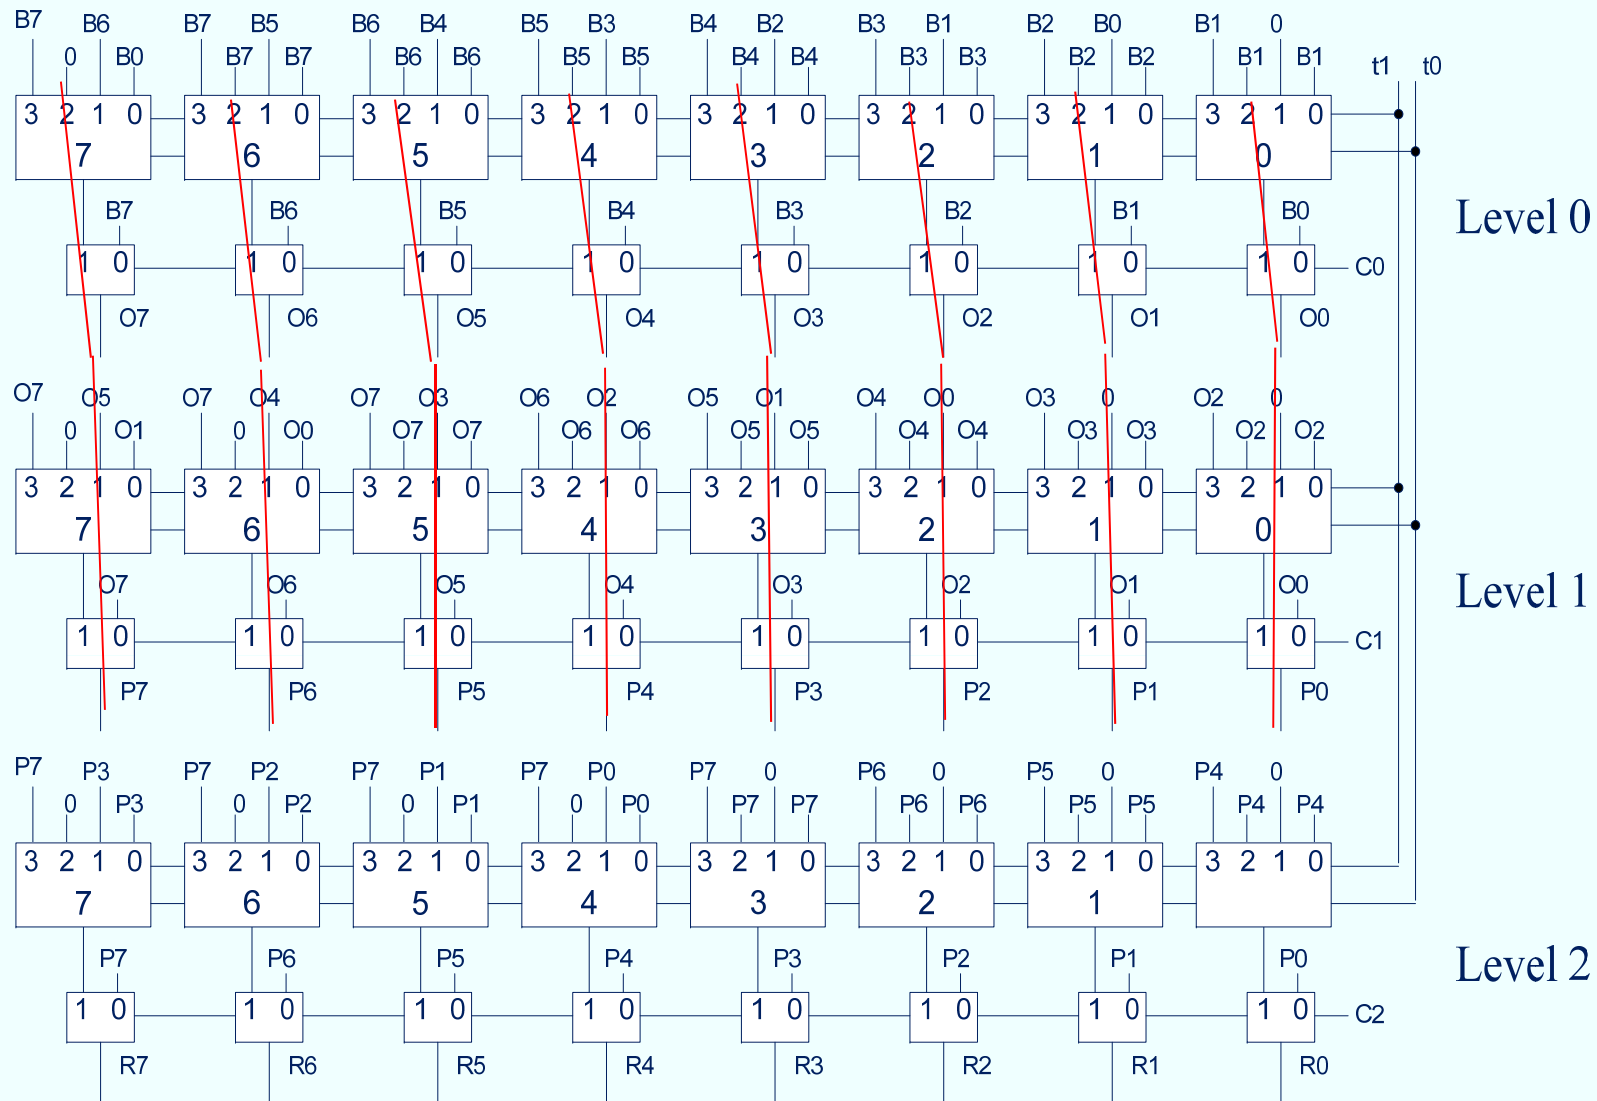 B7 B6 B7 B5 B6 B4 B5 B3 B4 B2 B3 B1 B2 B0 B1 0
0 B0 B7 B7 B6 B6 B5 B5 B4 B4 B3 B3 B2 B2 B1 B1 t1 t0
3 2 1 0 3 2 1 0 3 2 1 0 3 2 1 0 3 2 1 0 3 2 1 0 3 2 1 0 3 2 1 0
7 6 5 4 3 2 1 0
B7 B6 B5 B4 B3 B2 B1 B0 Level 0
1 0 1 0 1 0 1 0 1 0 1 0 1 0 1 0 C0
O7 O6 O5 O4 O3 O2 O1 O0
O7 O5 O7 O4 O7 O3 O6 O2 O5 O1 O4 O0 O3 0 O2 0
0 O1 0 O0 O7 O7 O6 O6 O5 O5 O4 O4 O3 O3 O2 O2
3 2 1 0 3 2 1 0 3 2 1 0 3 2 1 0 3 2 1 0 3 2 1 0 3 2 1 0 3 2 1 0
7 6 5 4 3 2 1 0
O7 O6 O5 O4 O3 O2 O1 O0 Level 1
1 0 1 0 1 0 1 0 1 0 1 0 1 0 1 0 C1
P7 P6 P5 P4 P3 P2 P1 P0
P7 P3 P7 P2 P7 P1 P7 P0 P7 0 P6 0 P5 0 P4 0
0 P3 0 P2 0 P1 0 P0 P7 P7 P6 P6 P5 P5 P4 P4
3 2 1 0 3 2 1 0 3 2 1 0 3 2 1 0 3 2 1 0 3 2 1 0 3 2 1 0 3 2 1 0
7 6 5 4 3 2 1
P7 P6 P5 P4 P3 P2 P1 P0 Level 2
1 0 1 0 1 0 1 0 1 0 1 0 1 0 1 0 C2
R7 R6 R5 R4 R3 R2 R1 R0